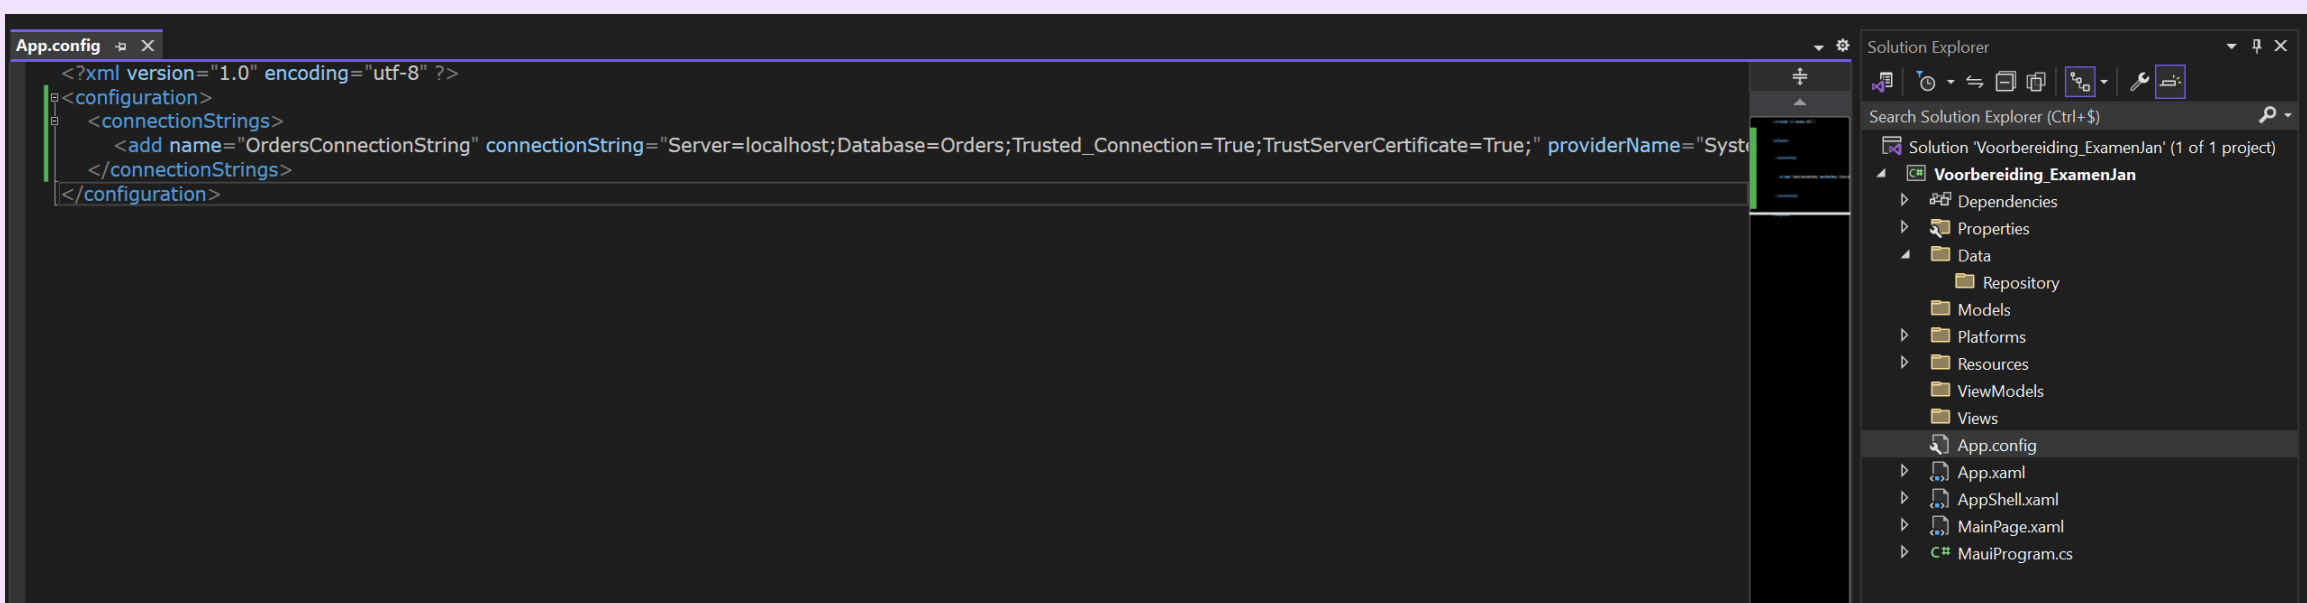 App.config
<?xml version="1.0" encoding="utf-8" ?>
<configuration>
<connectionStrings>
<add name="OrdersConnectionString" connectionString="Server=localhost;Database=Orders;Trusted_Connection=True;TrustServerCertificate=True;" providerName="Syste
</connectionStrings>
</configuration>
Solution Explorer
Search Solution Explorer (Ctrl+$)
Solution 'Voorbereiding_ExamenJan' (1 of 1 project)
C# Voorbereiding_ExamenJan
Dependencies
Properties
Data
Repository
Models
Platforms
Resources
ViewModels
Views
App.config
App.xaml
AppShell.xaml
MainPage.xaml
C# MauiProgram.cs